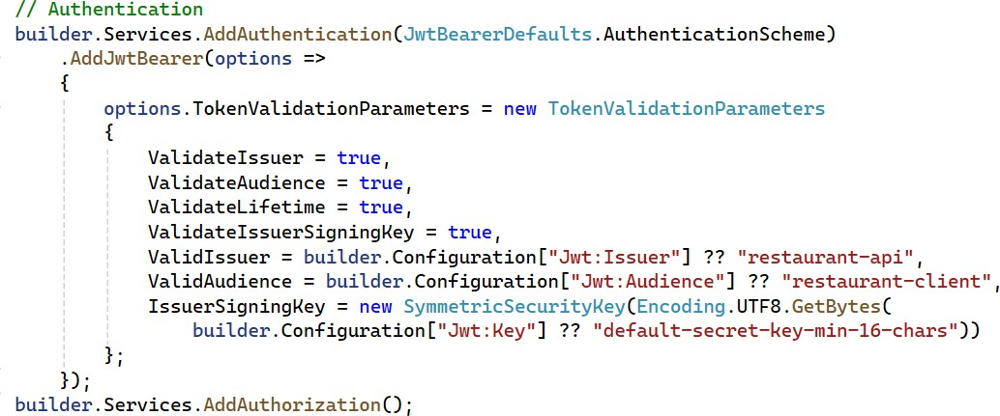 // Authentication
builder.Services.AddAuthentication(JwtBearerDefaults.AuthenticationScheme)
    .AddJwtBearer(options =>
    {
        options.TokenValidationParameters = new TokenValidationParameters
        {
            ValidateIssuer = true,
            ValidateAudience = true,
            ValidateLifetime = true,
            ValidateIssuerSigningKey = true,
            ValidIssuer = builder.Configuration["Jwt:Issuer"] ?? "restaurant-api",
            ValidAudience = builder.Configuration["Jwt:Audience"] ?? "restaurant-client",
            IssuerSigningKey = new SymmetricSecurityKey(Encoding.UTF8.GetBytes(
                builder.Configuration["Jwt:Key"] ?? "default-secret-key-min-16-chars"))
        };
    });
builder.Services.AddAuthorization();